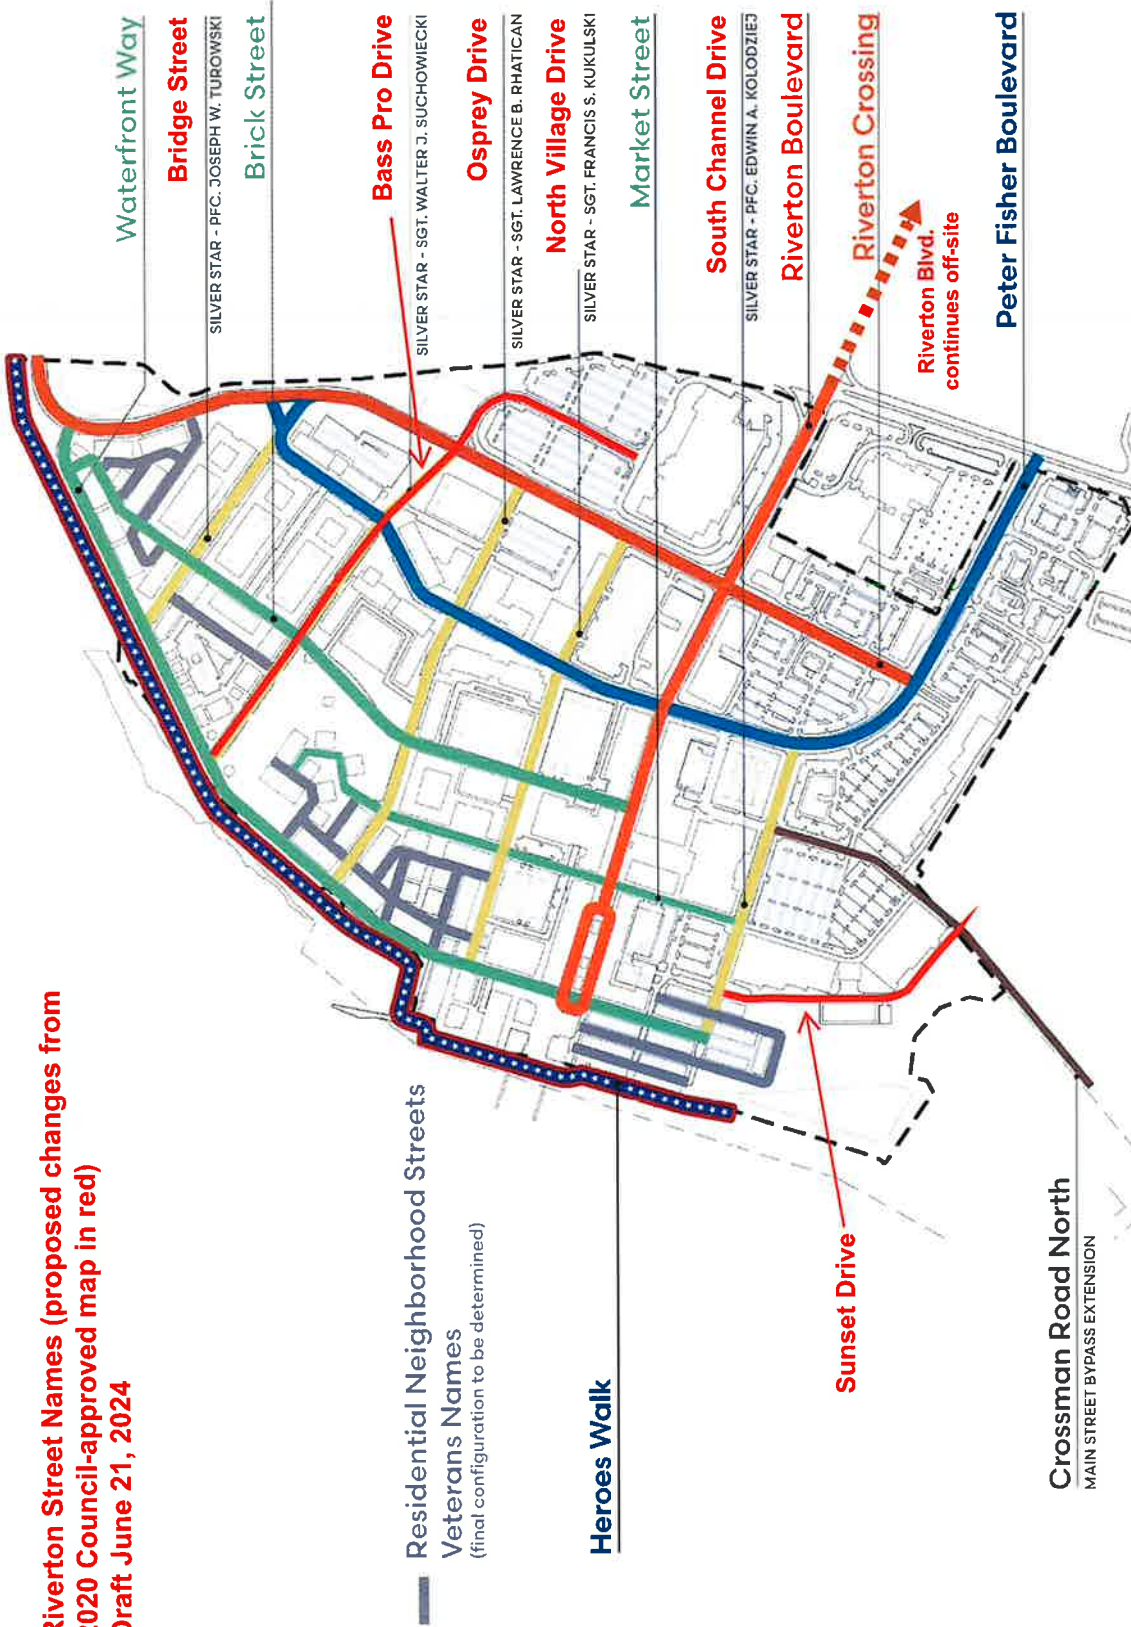 Riverton Street Names (proposed changes from
2020 Council-approved map in red)
Draft June 21, 2024
Residential Neighborhood Streets
Veterans Names
(final configuration to be determined)
Heroes Walk
Sunset Drive
Crossman Road North
MAIN STREET BYPASS EXTENSION
Waterfront Way
Bridge Street
SILVER STAR - PFC. JOSEPH W. TUROWSKI
Brick Street
Bass Pro Drive
SILVER STAR - SGT. WALTER J. SUCHOWIECKI
Osprey Drive
SILVER STAR - SGT. LAWRENCE B. RHATICAN
North Village Drive
SILVER STAR - SGT. FRANCIS S. KUKULSKI
Market Street
South Channel Drive
SILVER STAR - PFC. EDWIN A. KOLODZIEJ
Riverton Boulevard
Riverton Crossing
Riverton Blvd.
continues off-site
Peter Fisher Boulevard